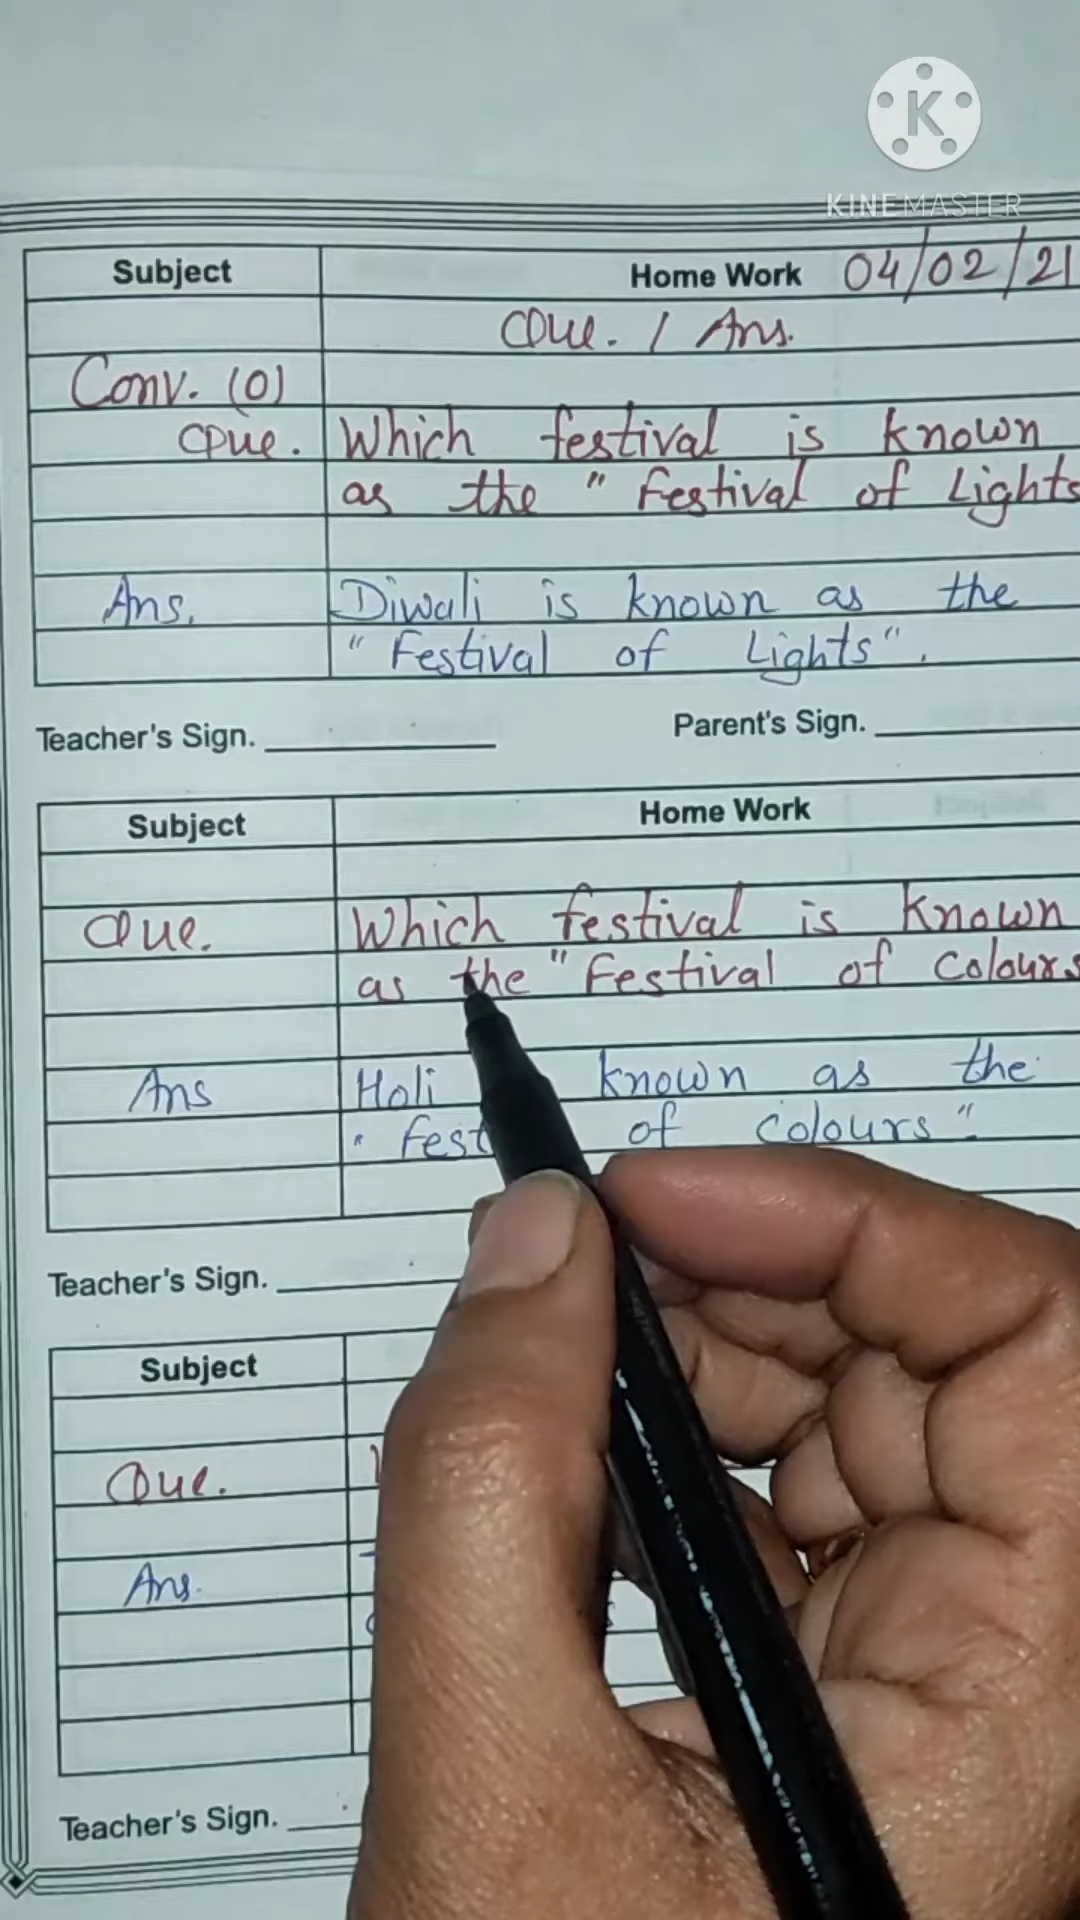 K
KINEMASTER
Subject Home Work 04/02/21
Que. / Ans.
Conv. (O)
Que. Which festival is known
as the "Festival of Lights
Ans. Diwali is known as the
"Festival of Lights".
Teacher's Sign. Parent's Sign.
Subject Home Work
Que. Which festival is known
as the "Festival of Colours
Ans Holi known as the
"Fest of colours".
Teacher's Sign.
Subject
Que.
Ans.
Teacher's Sign.